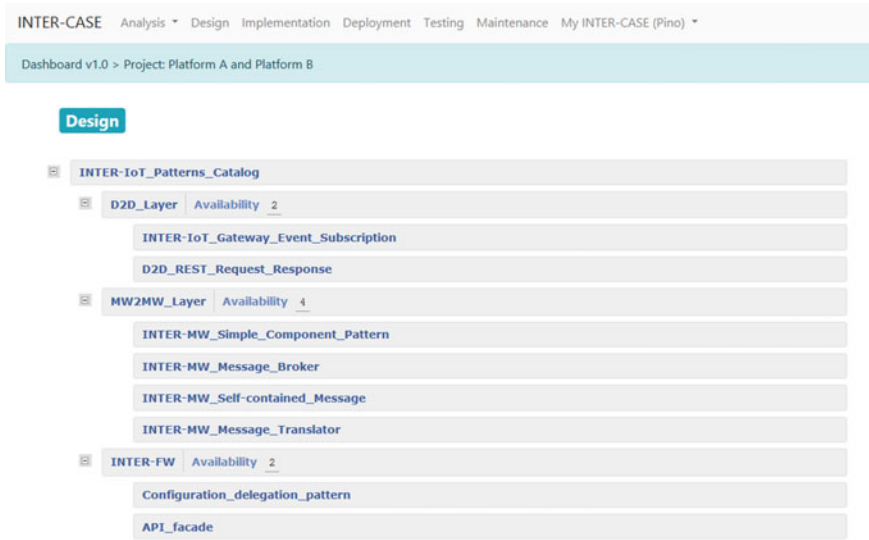 INTER-CASE Analysis Design Implementation Deployment Testing Maintenance My INTER-CASE (Pino)
Dashboard v1.0 > Project: Platform A and Platform B
Design
INTER-IoT_Patterns_Catalog
D2D_Layer Availability 2
INTER-IoT_Gateway_Event_Subscription
D2D_REST_Request_Response
MW2MW_Layer Availability 4
INTER-MW_Simple_Component_Pattern
INTER-MW_Message_Broker
INTER-MW_Self-contained_Message
INTER-MW_Message_Translator
INTER-FW Availability 2
Configuration_delegation_pattern
API_facade